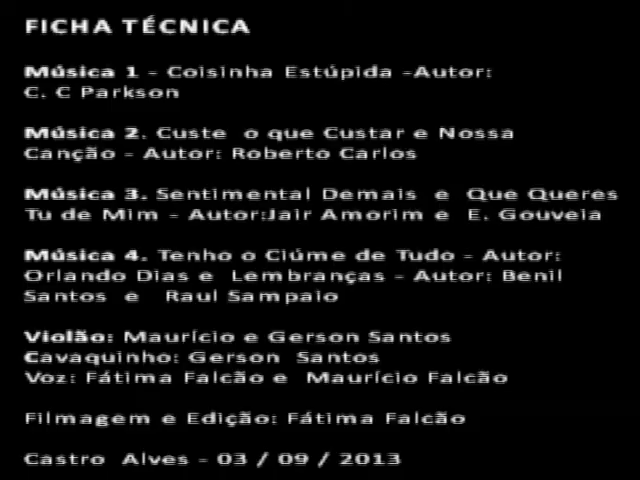 FICHA TÉCNICA
Música 1 - Coisinha Estúpida -Autor:
C. C Parkson
Música 2. Custe o que Custar e Nossa
Canção - Autor: Roberto Carlos
Música 3. Sentimental Demais e Que Queres
Tu de Mim - Autor:Jair Amorim e E. Gouveia
Música 4. Tenho o Ciúme de Tudo - Autor:
Orlando Dias e Lembranças - Autor: Benil
Santos e Raul Sampaio
Violão: Maurício e Gerson Santos
Cavaquinho: Gerson Santos
Voz: Fátima Falcão e Maurício Falcão
Filmagem e Edição: Fátima Falcão
Castro Alves - 03 / 09 / 2013